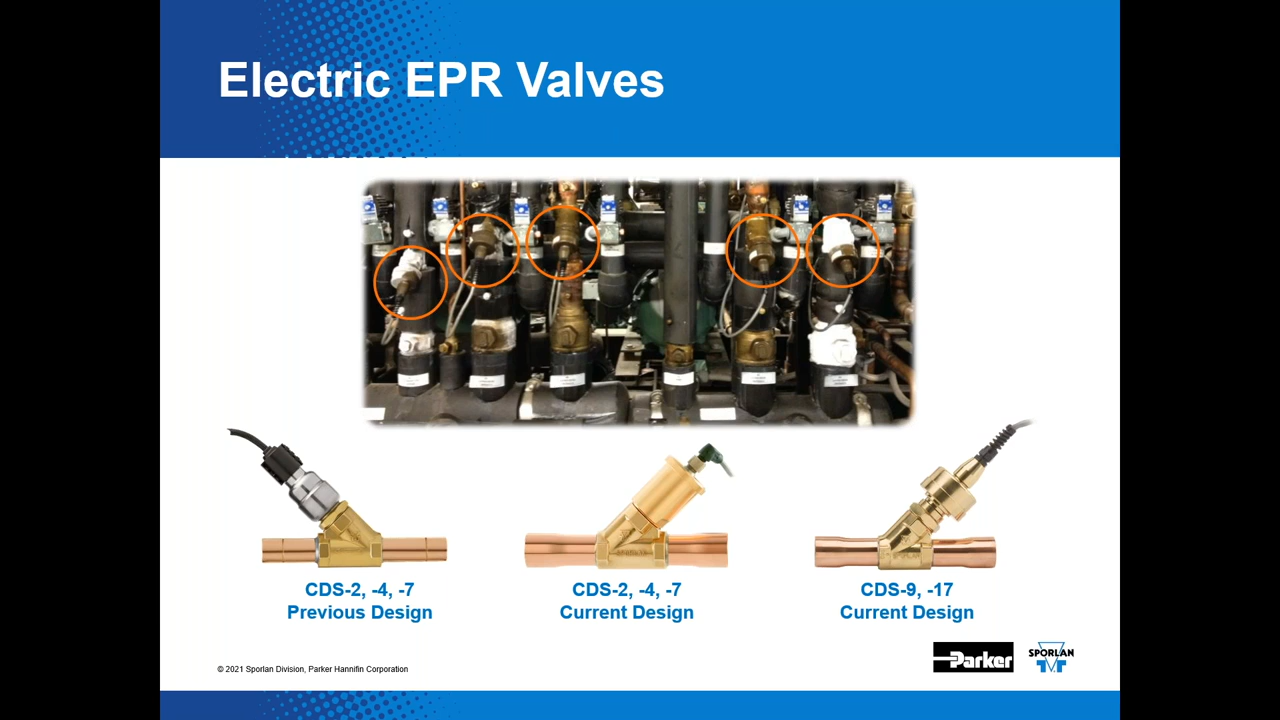 Electric EPR Valves
CDS-2, -4, -7
Previous Design
CDS-2, -4, -7
Current Design
CDS-9, -17
Current Design
© 2021 Sporlan Division, Parker Hannifin Corporation
Parker
SPORLAN